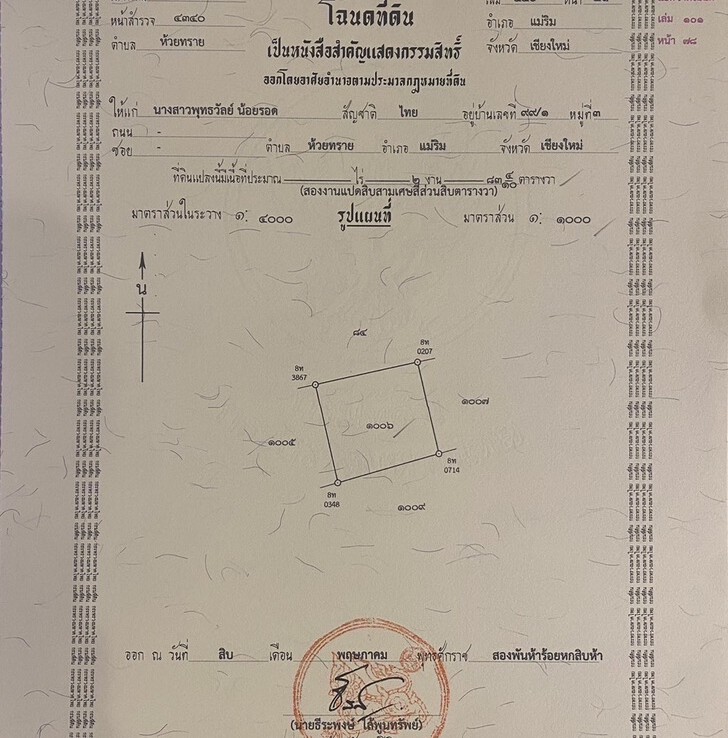 หน้าสำรวจ ๔๓๔๐
ตำบล ห้วยทราย
โฉนดที่ดิน
เป็นหนังสือสำคัญแสดงกรรมสิทธิ์
ออกโดยอาศัยอำนาจตามประมวลกฎหมายที่ดิน
อำเภอ แม่ริม
จังหวัด เชียงใหม่
เล่ม ๑๐๑
หน้า ๗๘
ให้แก่ นางสาวพุทธวัลย์ น้อยรอด สัญชาติ ไทย อยู่บ้านเลขที่ ๙๙/๑ หมู่ที่ ๓
ถนน -
ซอย - ตำบล ห้วยทราย อำเภอ แม่ริม จังหวัด เชียงใหม่
ที่ดินแปลงนี้มีเนื้อที่ประมาณ ไร่ ๒ งาน ๘๓ ๔/๑๐ ตารางวา
(สองงานแปดสิบสามเศษสี่ส่วนสิบตารางวา)
มาตราส่วนในระวาง ๑: ๔๐๐๐ รูปแผนที่ มาตราส่วน ๑: ๑๐๐๐
น
๘๔
8ท
0207
8ท
3867
๑๐๐๗
๑๐๐๖
๑๐๐๕
8ท
0714
8ท
0348
๑๐๐๙
ออก ณ วันที่ สิบ เดือน พฤษภาคม พุทธศักราช สองพันห้าร้อยหกสิบห้า
(นายธีระพงษ์ โล้พูนทรัพย์)